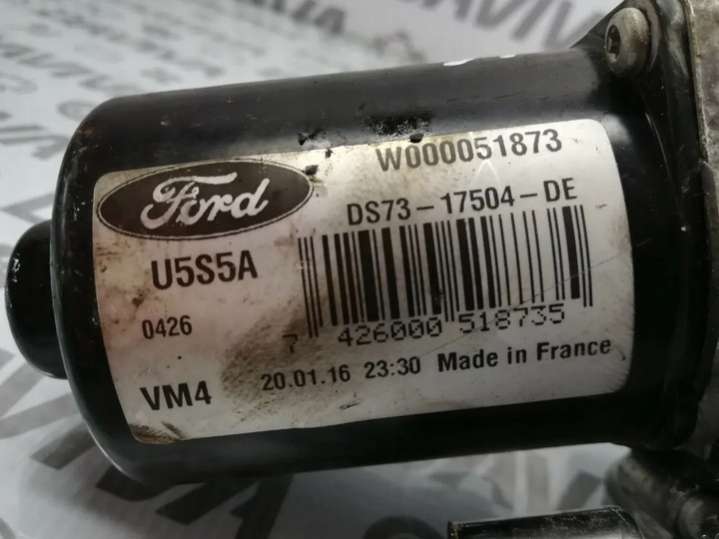 W000051873
Ford
DS73-17504-DE
U5S5A
0426
7 426000 518735
VM4
20.01.16 23:30 Made in France